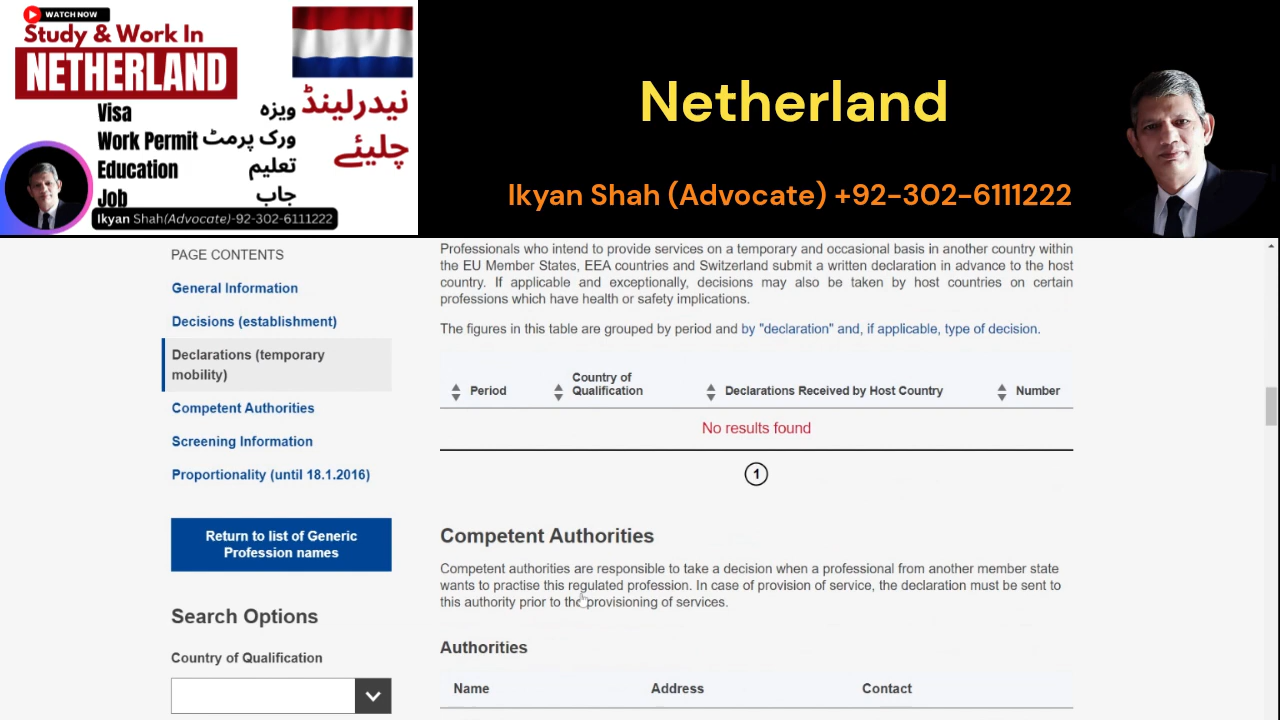 WATCH NOW
Study & Work In
NETHERLAND
نیدرلینڈ
چلیئے
Visa
ویزه
Work Permit
ورک پرمٹ
Education
تعلیم
Job
جاب
Ikyan Shah(Advocate)-92-302-6111222
Netherland
Ikyan Shah (Advocate) +92-302-6111222
PAGE CONTENTS
General Information
Decisions (establishment)
Declarations (temporary
mobility)
Competent Authorities
Screening Information
Proportionality (until 18.1.2016)
Return to list of Generic
Profession names
Search Options
Country of Qualification
Professionals who intend to provide services on a temporary and occasional basis in another country within
the EU Member States, EEA countries and Switzerland submit a written declaration in advance to the host
country. If applicable and exceptionally, decisions may also be taken by host countries on certain
professions which have health or safety implications.
The figures in this table are grouped by period and by "declaration" and, if applicable, type of decision.
Period
Country of
Qualification
Declarations Received by Host Country
Number
No results found
1
Competent Authorities
Competent authorities are responsible to take a decision when a professional from another member state
wants to practise this regulated profession. In case of provision of service, the declaration must be sent to
this authority prior to the provisioning of services.
Authorities
Name
Address
Contact